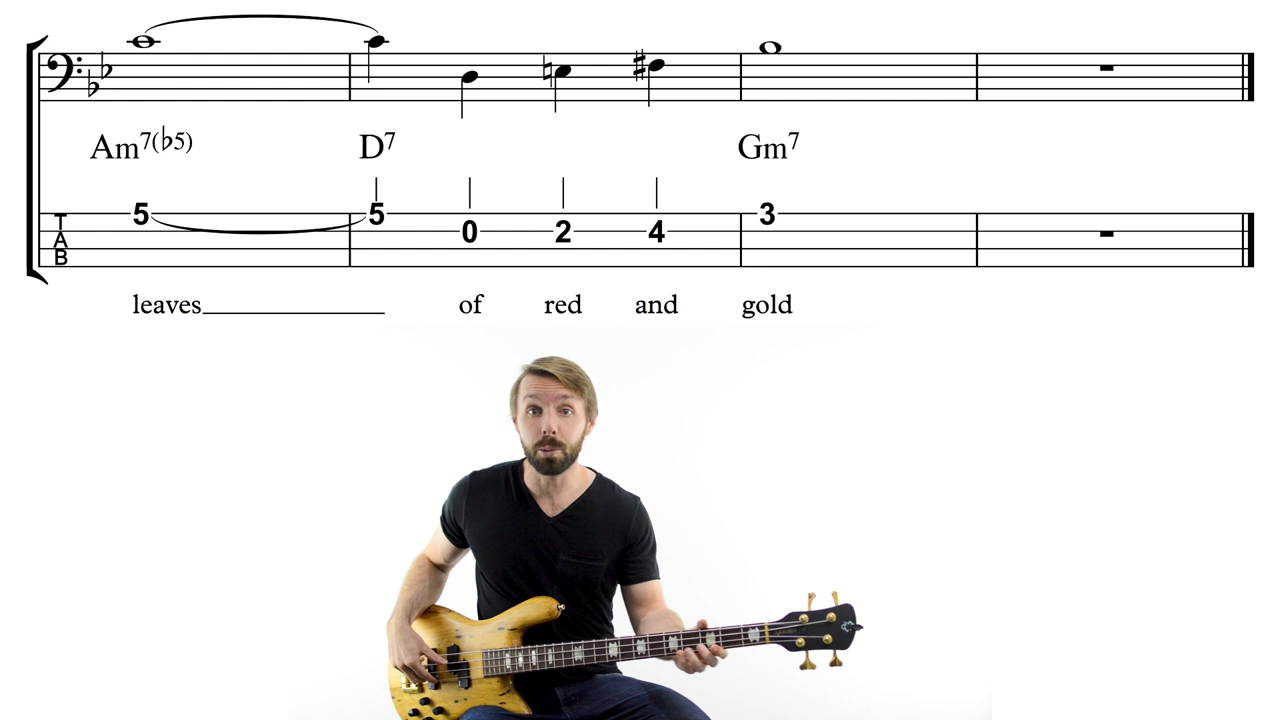 Am7(♭5) D7 Gm7
5 5 0 2 4 3
T
A
B
leaves of red and gold